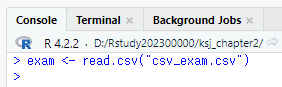 Console Terminal × Background Jobs ×
R 4.2.2 · D:/Rstudy202300000/ksj_chapter2/
> exam <- read.csv("csv_exam.csv")
>